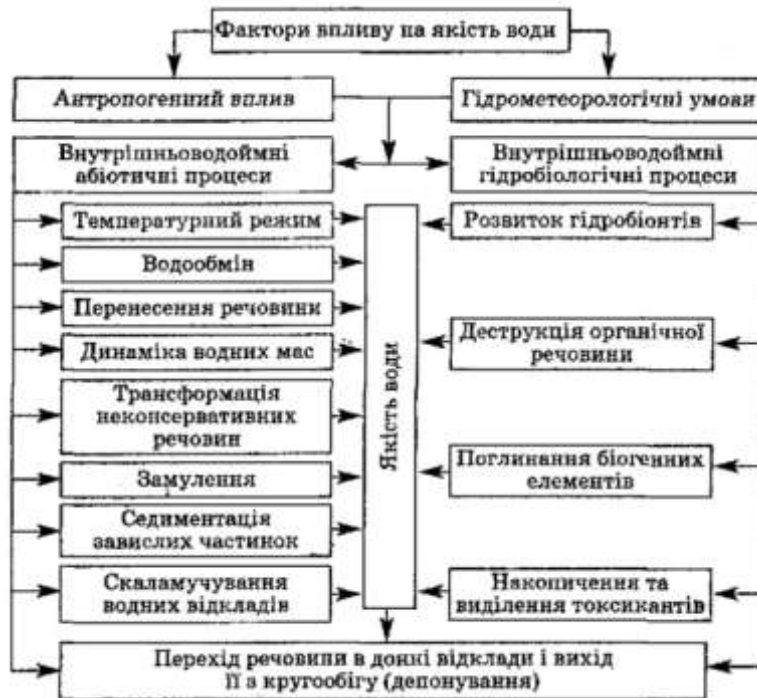 Фактори впливу на якість води
Антропогенний вплив
Гідрометеорологічні умови
Внутрішньоводоймні
абіотичні процеси
Внутрішньоводоймні
гідробіологічні процеси
Температурний режим
Водообмін
Перенесення речовини
Динаміка водних мас
Трансформація
неконсервативних
речовин
Замулення
Седиментація
завислих частинок
Скаламучування
водних відкладів
Якість води
Розвиток гідробіонтів
Деструкція органічної
речовини
Поглинання біогенних
елементів
Накопичення та
виділення токсикантів
Перехід речовини в донні відклади і вихід
її з кругообігу (депонування)